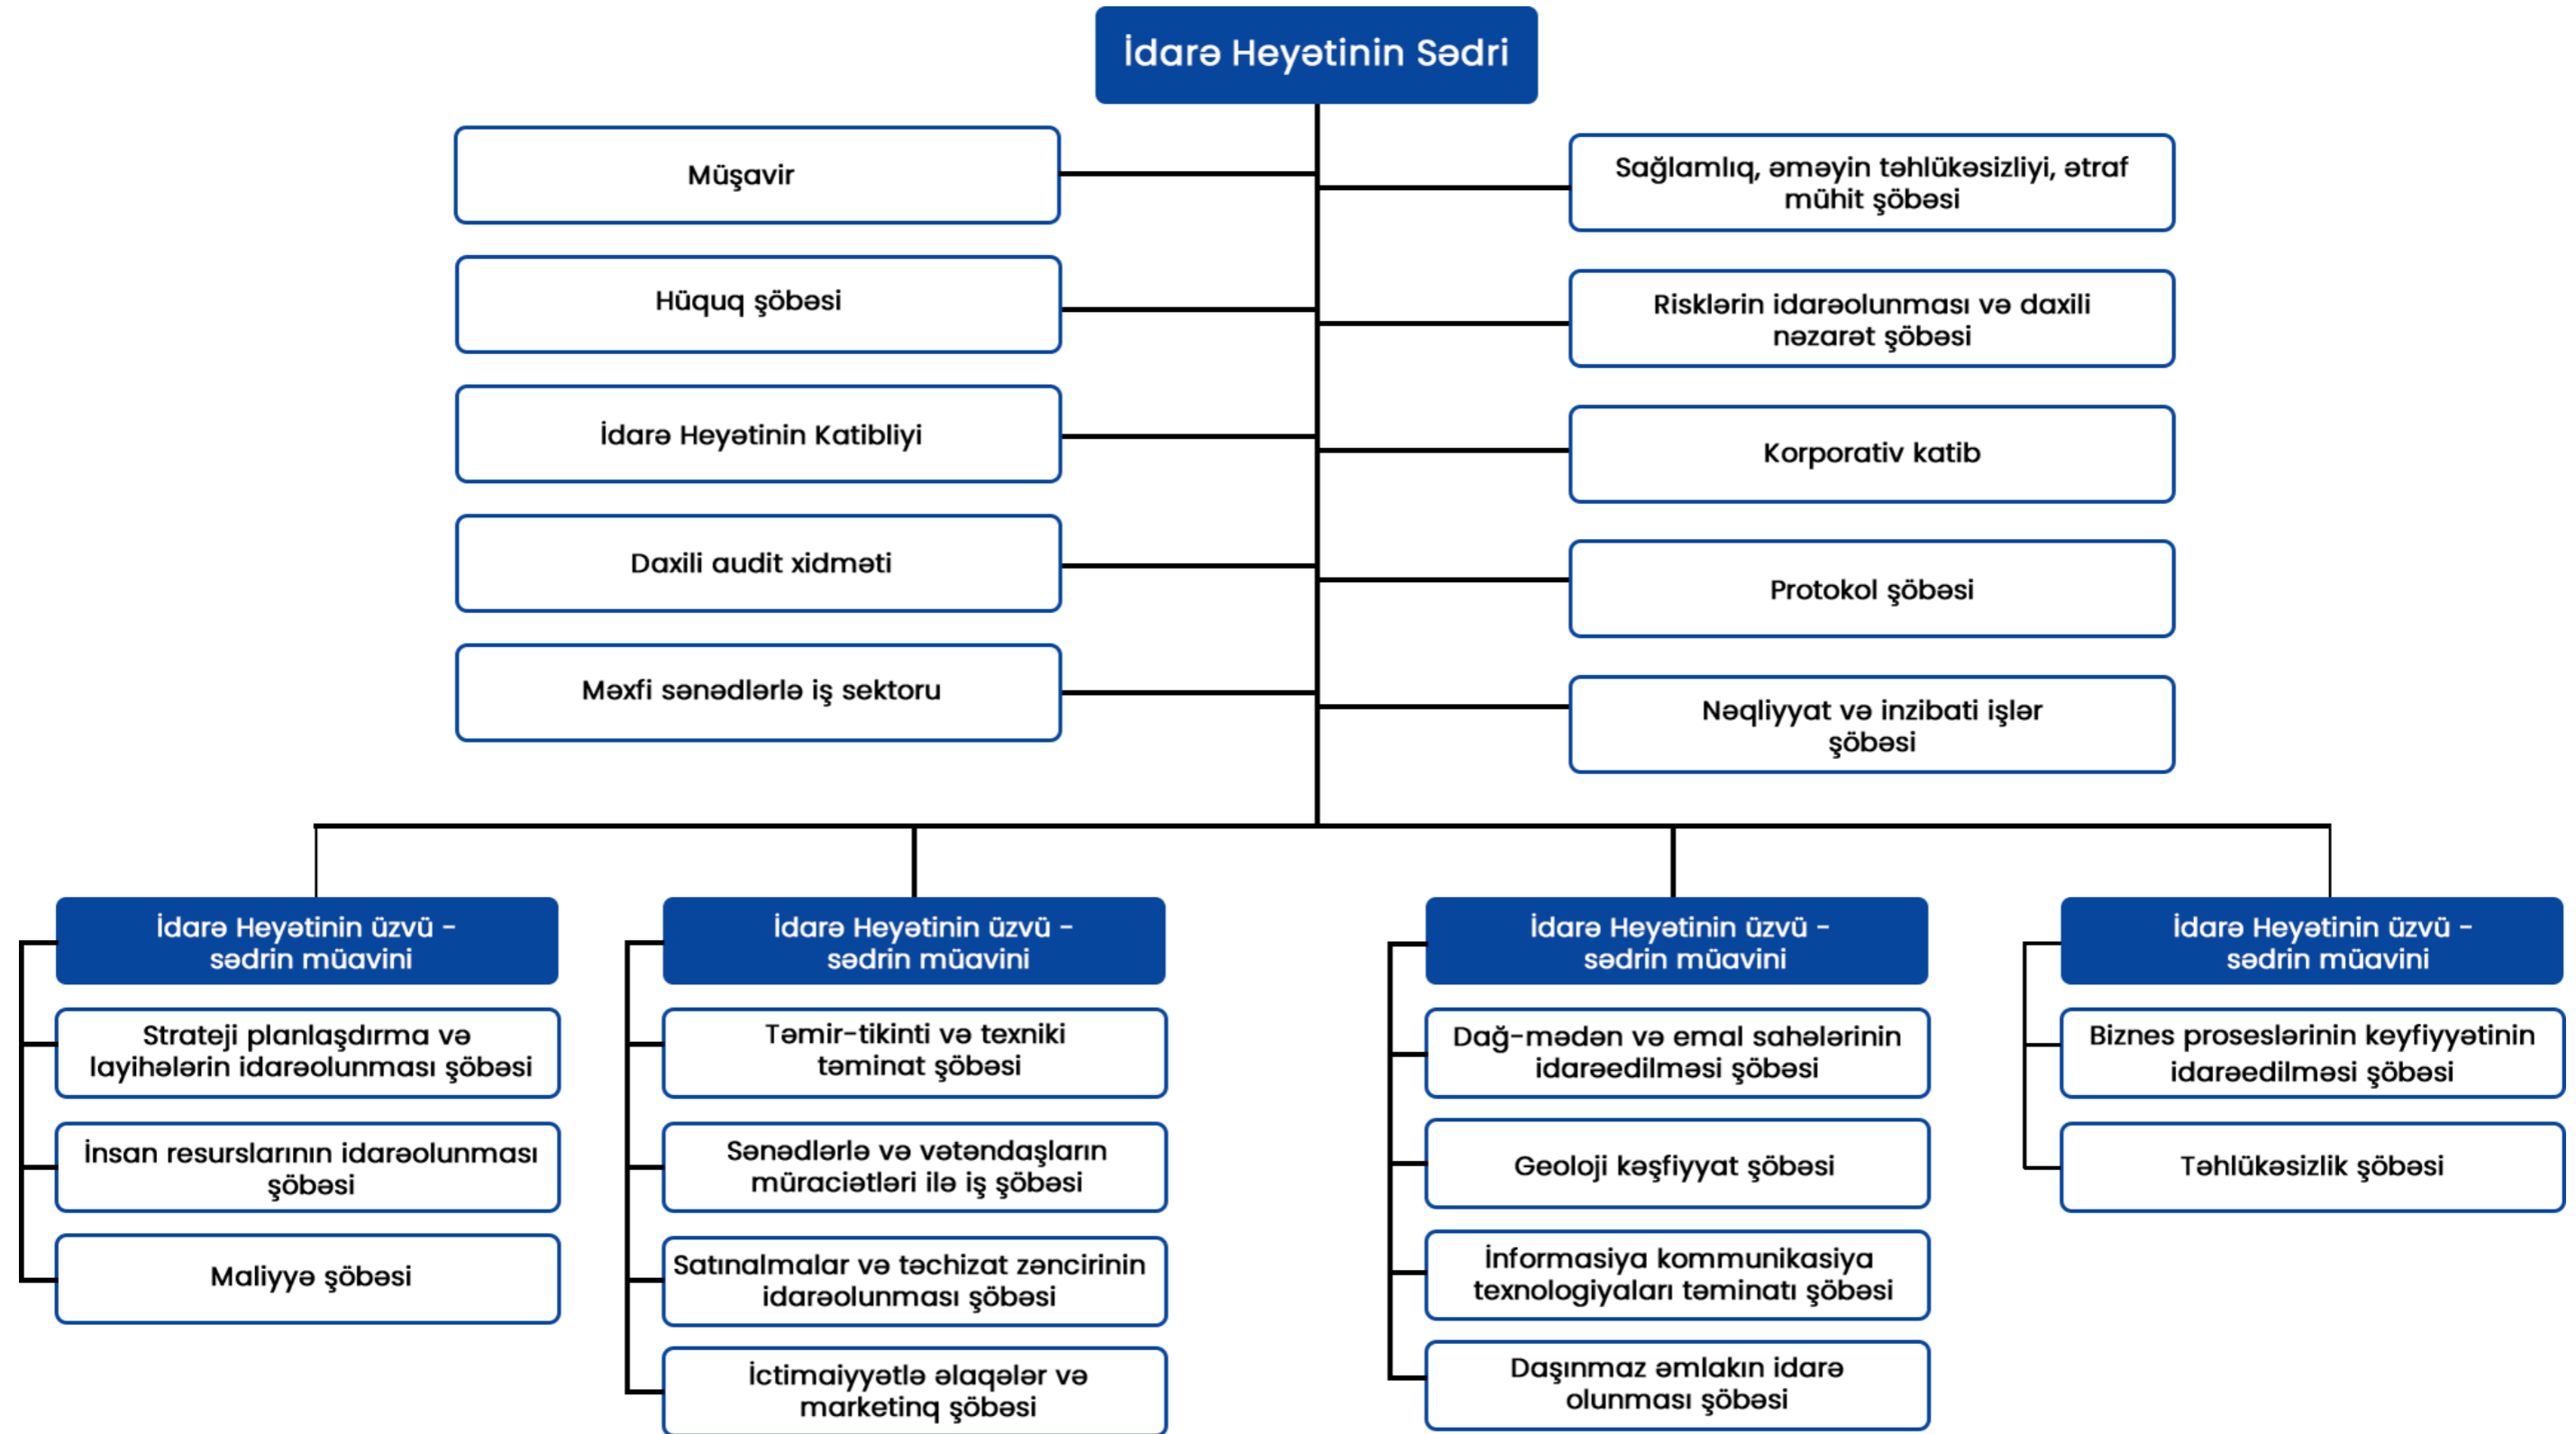 İdarə Heyətinin Sədri
Müşavir
Hüquq şöbəsi
İdarə Heyətinin Katibliyi
Daxili audit xidməti
Məxfi sənədlərlə iş sektoru
Sağlamlıq, əməyin təhlükəsizliyi, ətraf
mühit şöbəsi
Risklərin idarəolunması və daxili
nəzarət şöbəsi
Korporativ katib
Protokol şöbəsi
Nəqliyyat və inzibati işlər
şöbəsi
İdarə Heyətinin üzvü -
sədrin müavini
Strateji planlaşdırma və
layihələrin idarəolunması şöbəsi
İnsan resurslarının idarəolunması
şöbəsi
Maliyyə şöbəsi
İdarə Heyətinin üzvü -
sədrin müavini
Təmir-tikinti və texniki
təminat şöbəsi
Sənədlərlə və vətəndaşların
müraciətləri ilə iş şöbəsi
Satınalmalar və təchizat zəncirinin
idarəolunması şöbəsi
İctimaiyyətlə əlaqələr və
marketinq şöbəsi
İdarə Heyətinin üzvü -
sədrin müavini
Dağ-mədən və emal sahələrinin
idarəedilməsi şöbəsi
Geoloji kəşfiyyat şöbəsi
İnformasiya kommunikasiya
texnologiyaları təminatı şöbəsi
Daşınmaz əmlakın idarə
olunması şöbəsi
İdarə Heyətinin üzvü -
sədrin müavini
Biznes proseslərinin keyfiyyətinin
idarəedilməsi şöbəsi
Təhlükəsizlik şöbəsi